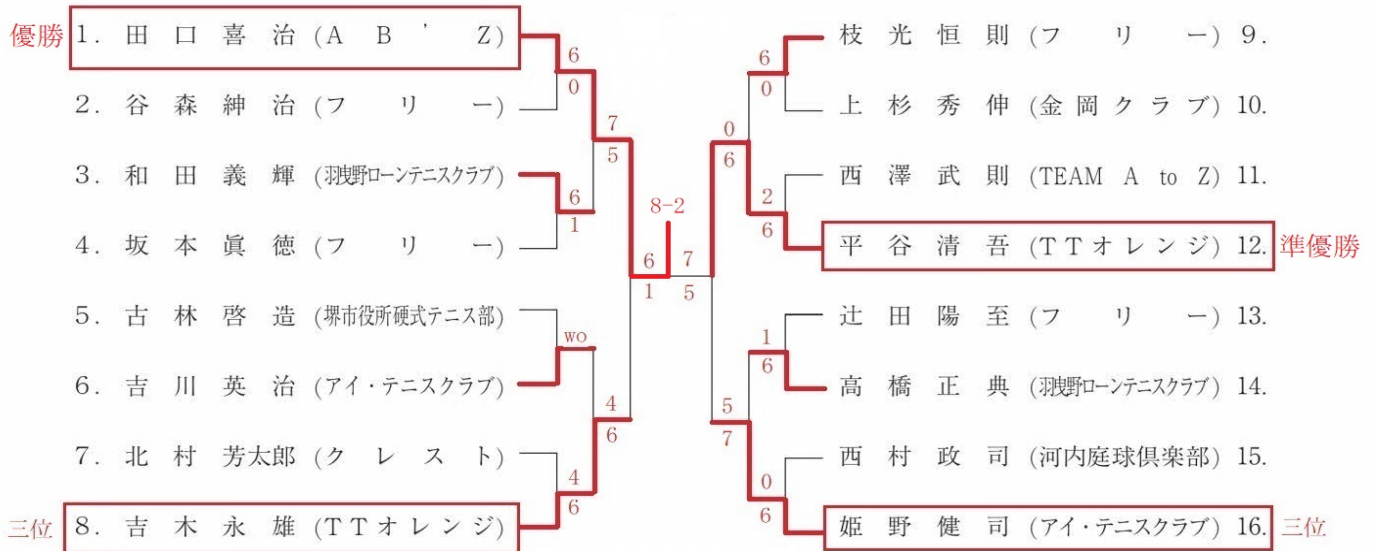 優勝 1. 田口喜治 (AB'Z)
6
0
2. 谷森紳治 (フリー)
7
5
3. 和田義輝 (羽曳野ローンテニスクラブ)
6
1
4. 坂本眞徳 (フリー)
6
1
5. 古林啓造 (堺市役所硬式テニス部)
wo
6. 吉川英治 (アイ・テニスクラブ)
4
6
7. 北村芳太郎 (クレスト)
4
6
三位 8. 吉木永雄 (TTオレンジ)
8-2
枝光恒則 (フリー) 9.
6
0
上杉秀伸 (金岡クラブ) 10.
0
6
西澤武則 (TEAM A to Z) 11.
2
6
平谷清吾 (TTオレンジ) 12. 準優勝
7
5
辻田陽至 (フリー) 13.
1
6
高橋正典 (羽曳野ローンテニスクラブ) 14.
5
7
西村政司 (河内庭球倶楽部) 15.
0
6
姫野健司 (アイ・テニスクラブ) 16. 三位